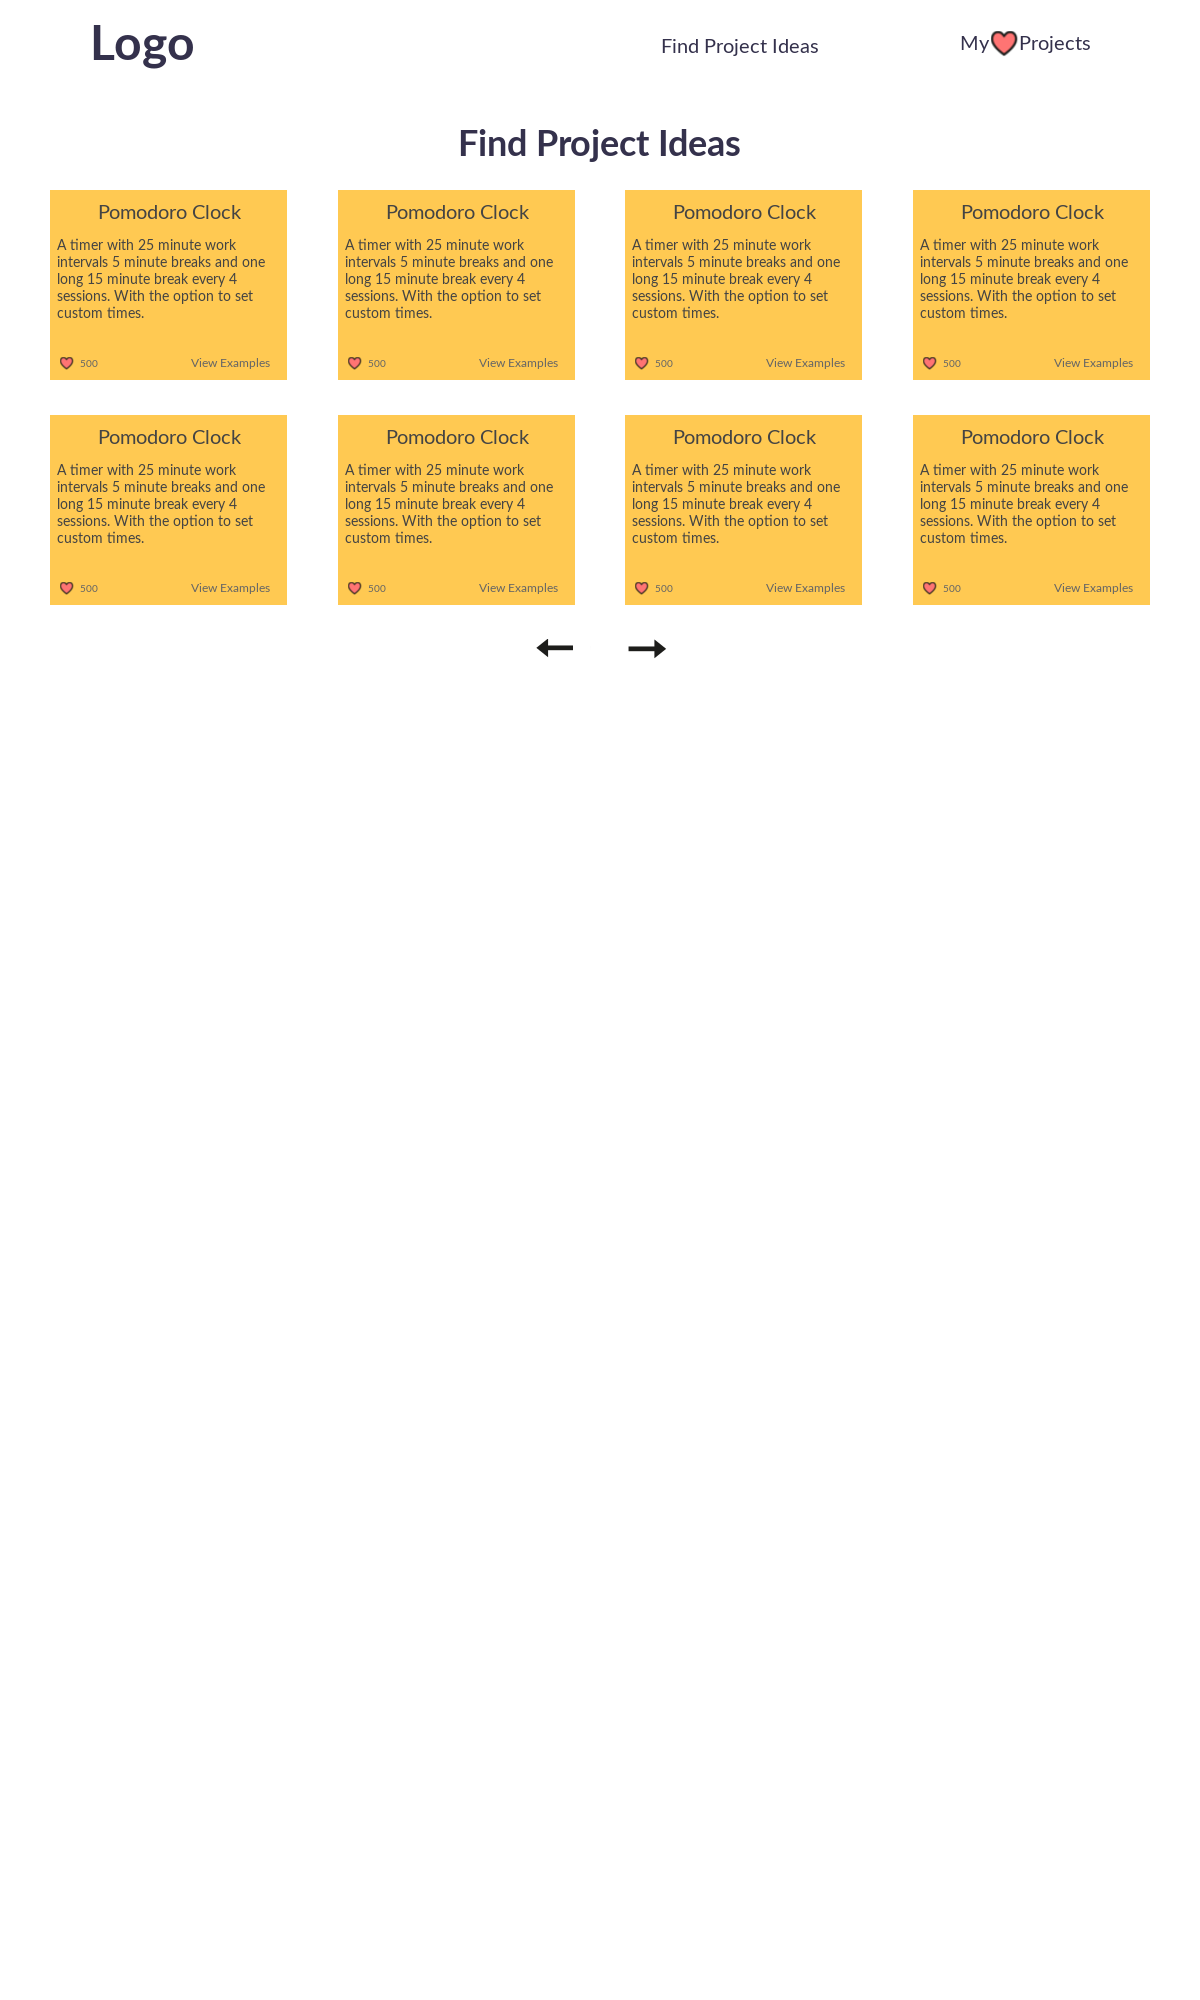 Logo
Find Project Ideas
My Projects
Find Project Ideas
Pomodoro Clock
A timer with 25 minute work
intervals 5 minute breaks and one
long 15 minute break every 4
sessions. With the option to set
custom times.
500
View Examples
Pomodoro Clock
A timer with 25 minute work
intervals 5 minute breaks and one
long 15 minute break every 4
sessions. With the option to set
custom times.
500
View Examples
Pomodoro Clock
A timer with 25 minute work
intervals 5 minute breaks and one
long 15 minute break every 4
sessions. With the option to set
custom times.
500
View Examples
Pomodoro Clock
A timer with 25 minute work
intervals 5 minute breaks and one
long 15 minute break every 4
sessions. With the option to set
custom times.
500
View Examples
Pomodoro Clock
A timer with 25 minute work
intervals 5 minute breaks and one
long 15 minute break every 4
sessions. With the option to set
custom times.
500
View Examples
Pomodoro Clock
A timer with 25 minute work
intervals 5 minute breaks and one
long 15 minute break every 4
sessions. With the option to set
custom times.
500
View Examples
Pomodoro Clock
A timer with 25 minute work
intervals 5 minute breaks and one
long 15 minute break every 4
sessions. With the option to set
custom times.
500
View Examples
Pomodoro Clock
A timer with 25 minute work
intervals 5 minute breaks and one
long 15 minute break every 4
sessions. With the option to set
custom times.
500
View Examples